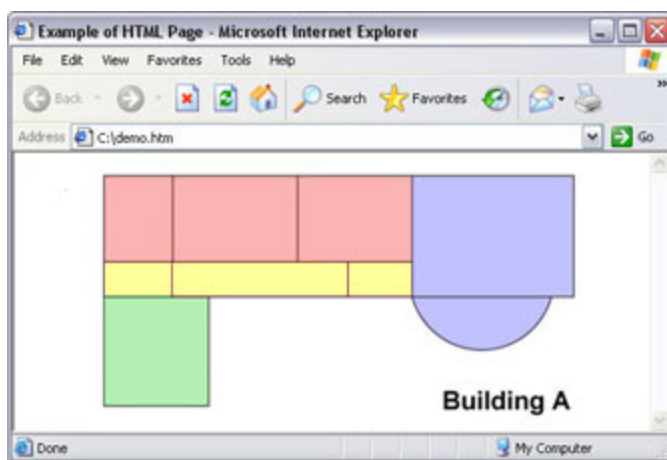 Example of HTML Page - Microsoft Internet Explorer
File Edit View Favorites Tools Help
Back Search Favorites
Address C:\demo.htm Go
Building A
Done My Computer